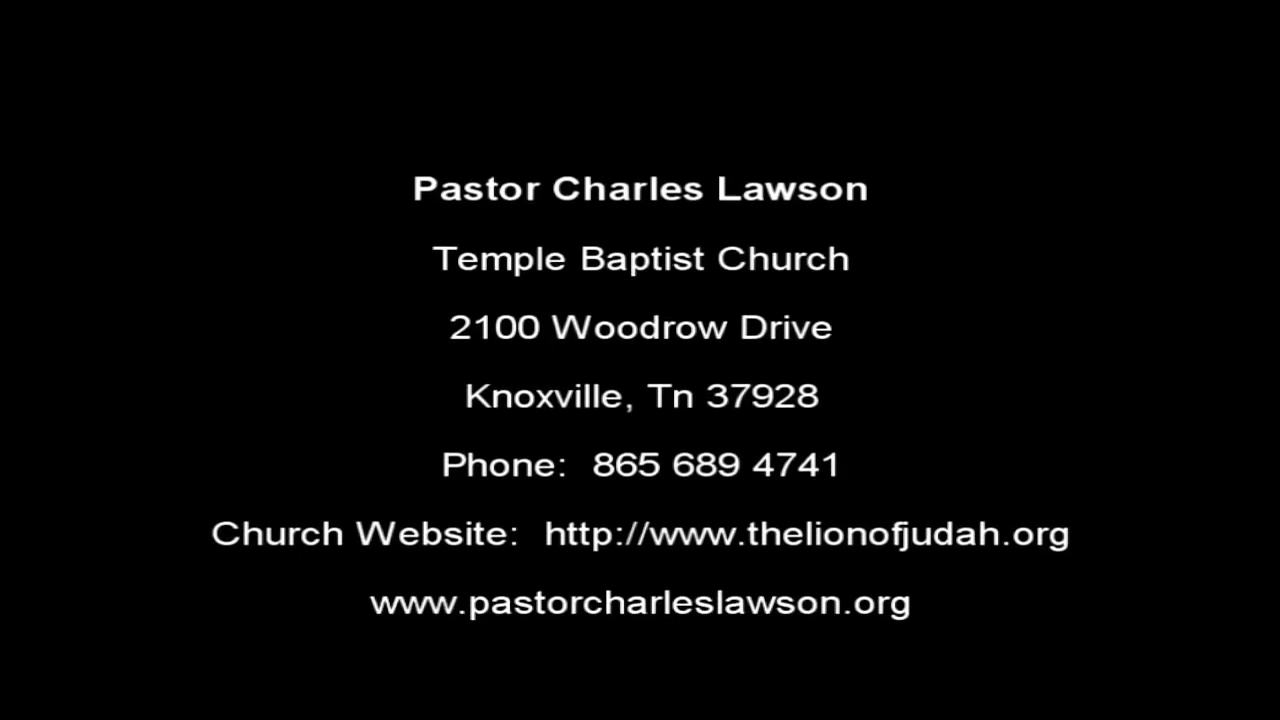 Pastor Charles Lawson
Temple Baptist Church
2100 Woodrow Drive
Knoxville, Tn 37928
Phone:  865 689 4741
Church Website:  http://www.thelionofjudah.org
www.pastorcharleslawson.org